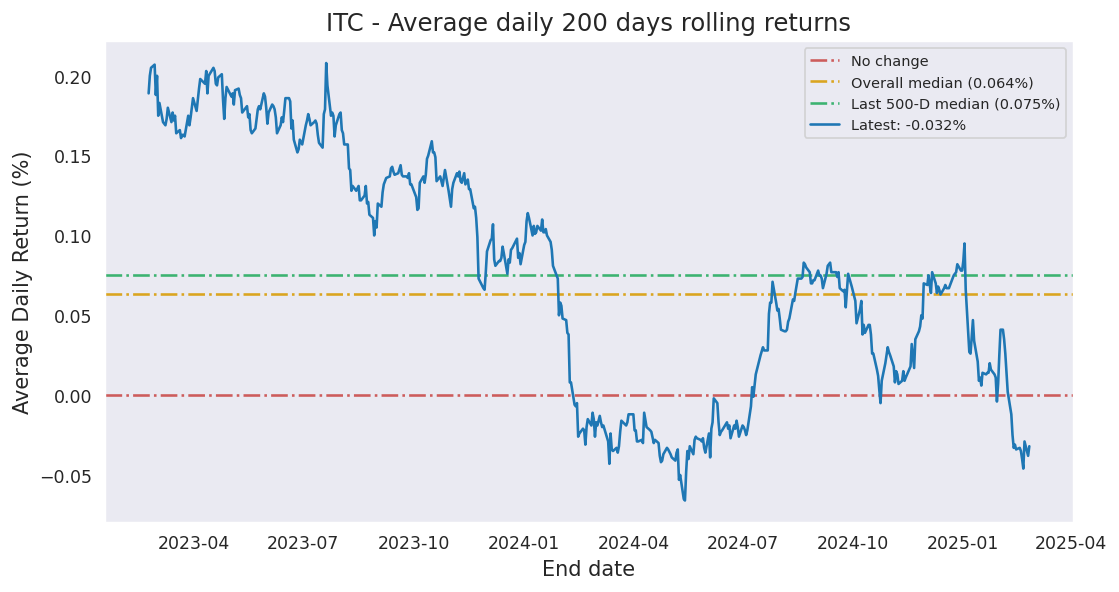 ITC - Average daily 200 days rolling returns
No change
Overall median (0.064%)
Last 500-D median (0.075%)
Latest: -0.032%
Average Daily Return (%)
0.20
0.15
0.10
0.05
0.00
−0.05
2023-04 2023-07 2023-10 2024-01 2024-04 2024-07 2024-10 2025-01 2025-04
End date